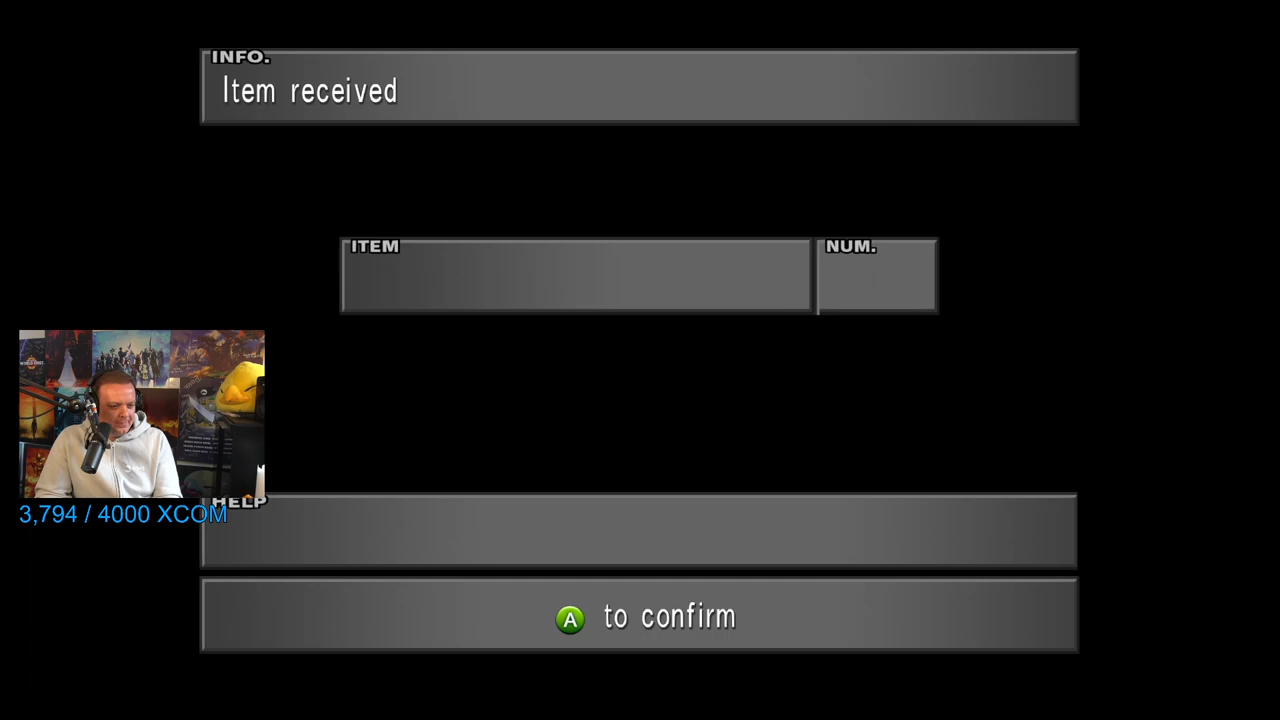 INFO.
Item received
ITEM
NUM.
HELP
3,794 / 4000 XCOM
A to confirm